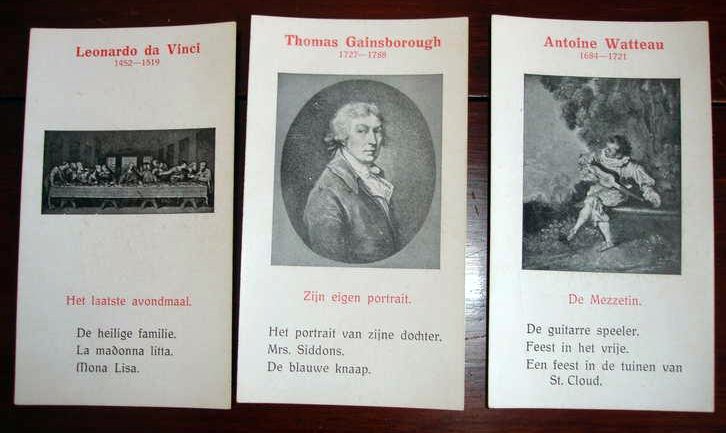 Leonardo da Vinci
1452—1519
Het laatste avondmaal.
De heilige familie.
La madonna litta.
Mona Lisa.
Thomas Gainsborough
1727—1788
Zijn eigen portrait.
Het portrait van zijne dochter.
Mrs. Siddons.
De blauwe knaap.
Antoine Watteau
1684—1721
De Mezzetin.
De guitarre speeler.
Feest in het vrije.
Een feest in de tuinen van
St. Cloud.